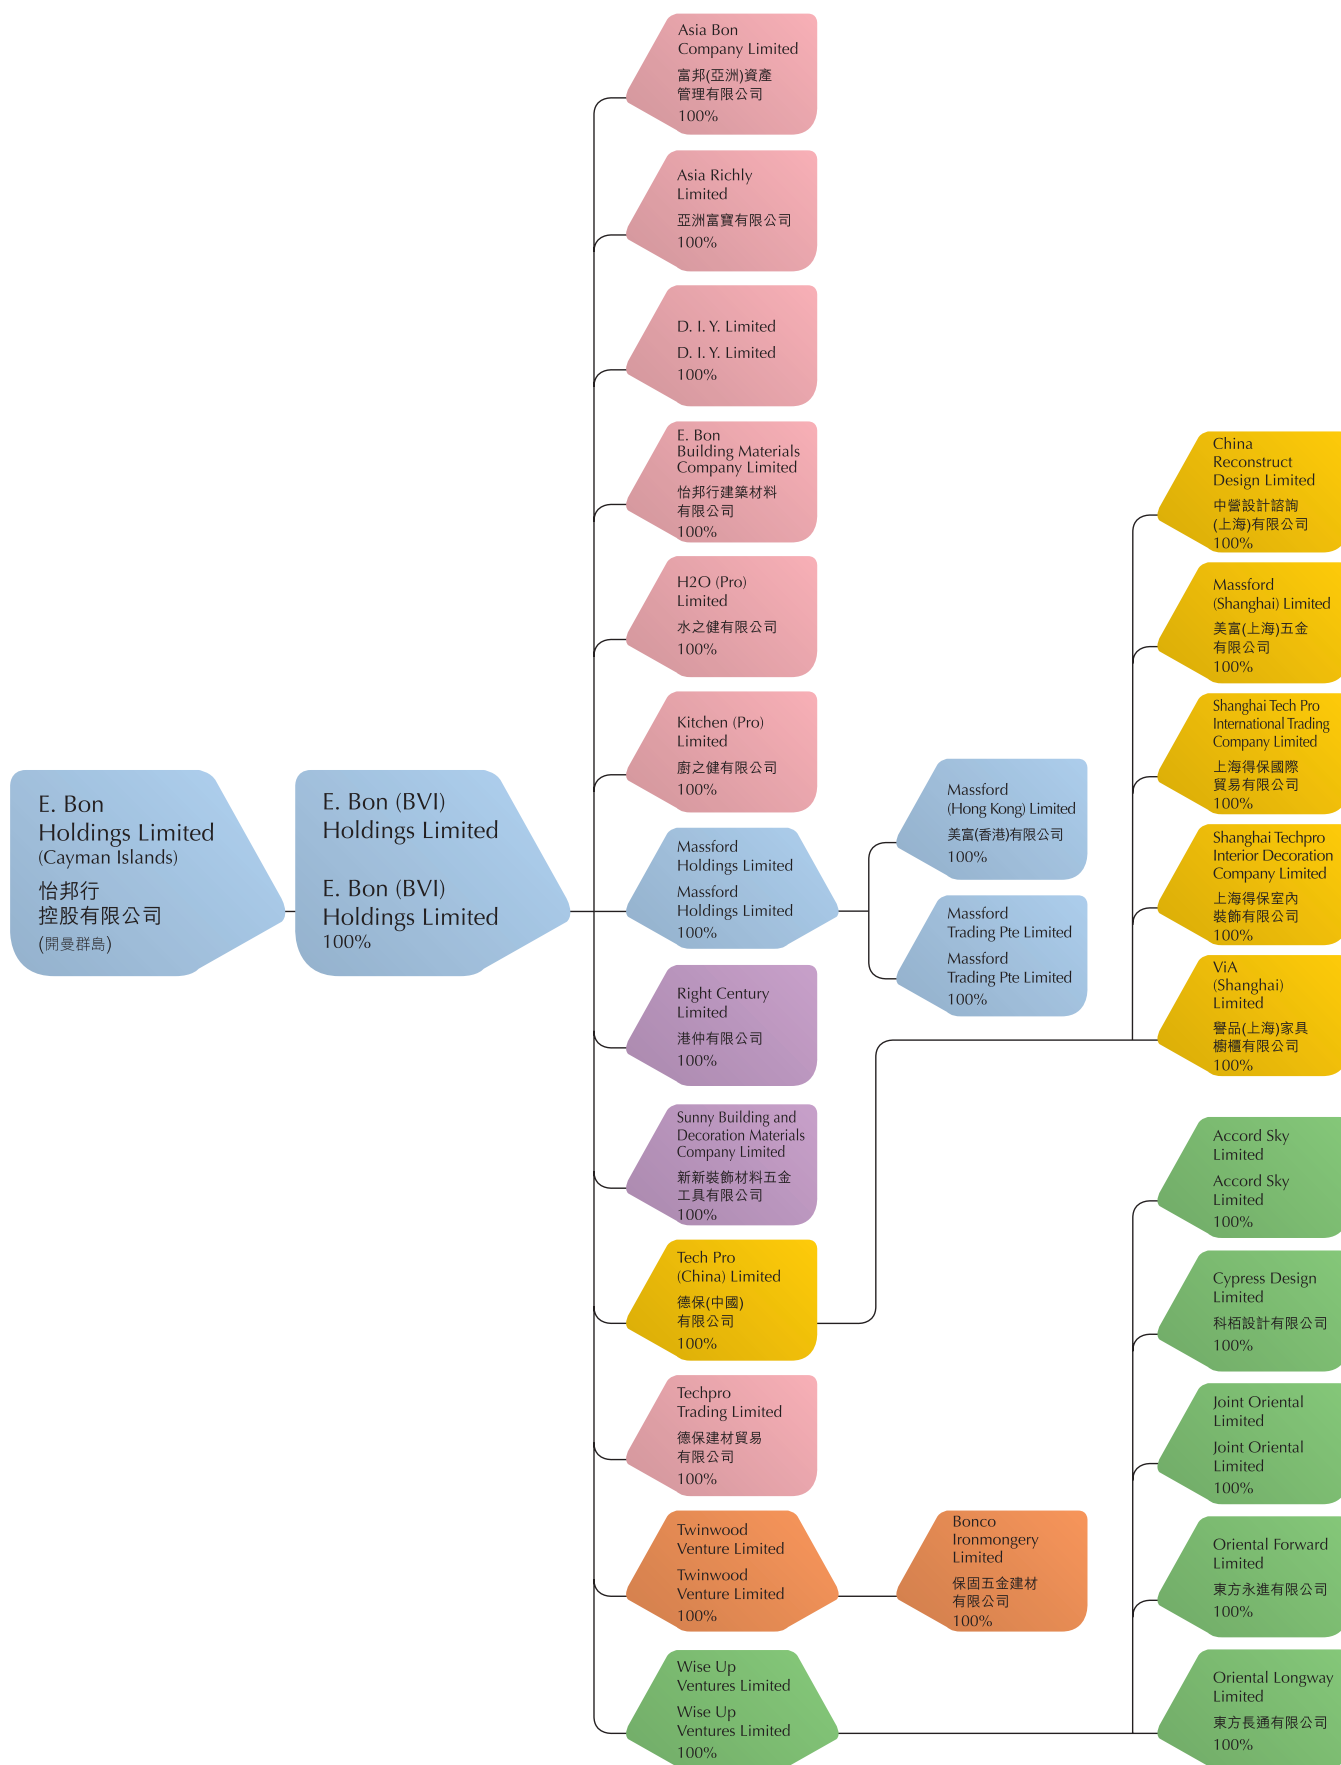 E. Bon
Holdings Limited
(Cayman Islands)
怡邦行
控股有限公司
(開曼群島)
E. Bon (BVI)
Holdings Limited
E. Bon (BVI)
Holdings Limited
100%
Asia Bon
Company Limited
富邦(亞洲)資產
管理有限公司
100%
Asia Richly
Limited
亞洲富寶有限公司
100%
D. I. Y. Limited
D. I. Y. Limited
100%
E. Bon
Building Materials
Company Limited
怡邦行建築材料
有限公司
100%
H2O (Pro)
Limited
水之健有限公司
100%
Kitchen (Pro)
Limited
廚之健有限公司
100%
Massford
Holdings Limited
Massford
Holdings Limited
100%
Right Century
Limited
港仲有限公司
100%
Sunny Building and
Decoration Materials
Company Limited
新新裝飾材料五金
工具有限公司
100%
Tech Pro
(China) Limited
德保(中國)
有限公司
100%
Techpro
Trading Limited
德保建材貿易
有限公司
100%
Twinwood
Venture Limited
Twinwood
Venture Limited
100%
Wise Up
Ventures Limited
Wise Up
Ventures Limited
100%
Massford
(Hong Kong) Limited
美富(香港)有限公司
100%
Massford
Trading Pte Limited
Massford
Trading Pte Limited
100%
Bonco
Ironmongery
Limited
保固五金建材
有限公司
100%
China
Reconstruct
Design Limited
中營設計諮詢
(上海)有限公司
100%
Massford
(Shanghai) Limited
美富(上海)五金
有限公司
100%
Shanghai Tech Pro
International Trading
Company Limited
上海得保國際
貿易有限公司
100%
Shanghai Techpro
Interior Decoration
Company Limited
上海得保室內
裝飾有限公司
100%
ViA
(Shanghai)
Limited
譽品(上海)家具
櫥櫃有限公司
100%
Accord Sky
Limited
Accord Sky
Limited
100%
Cypress Design
Limited
科栢設計有限公司
100%
Joint Oriental
Limited
Joint Oriental
Limited
100%
Oriental Forward
Limited
東方永進有限公司
100%
Oriental Longway
Limited
東方長通有限公司
100%